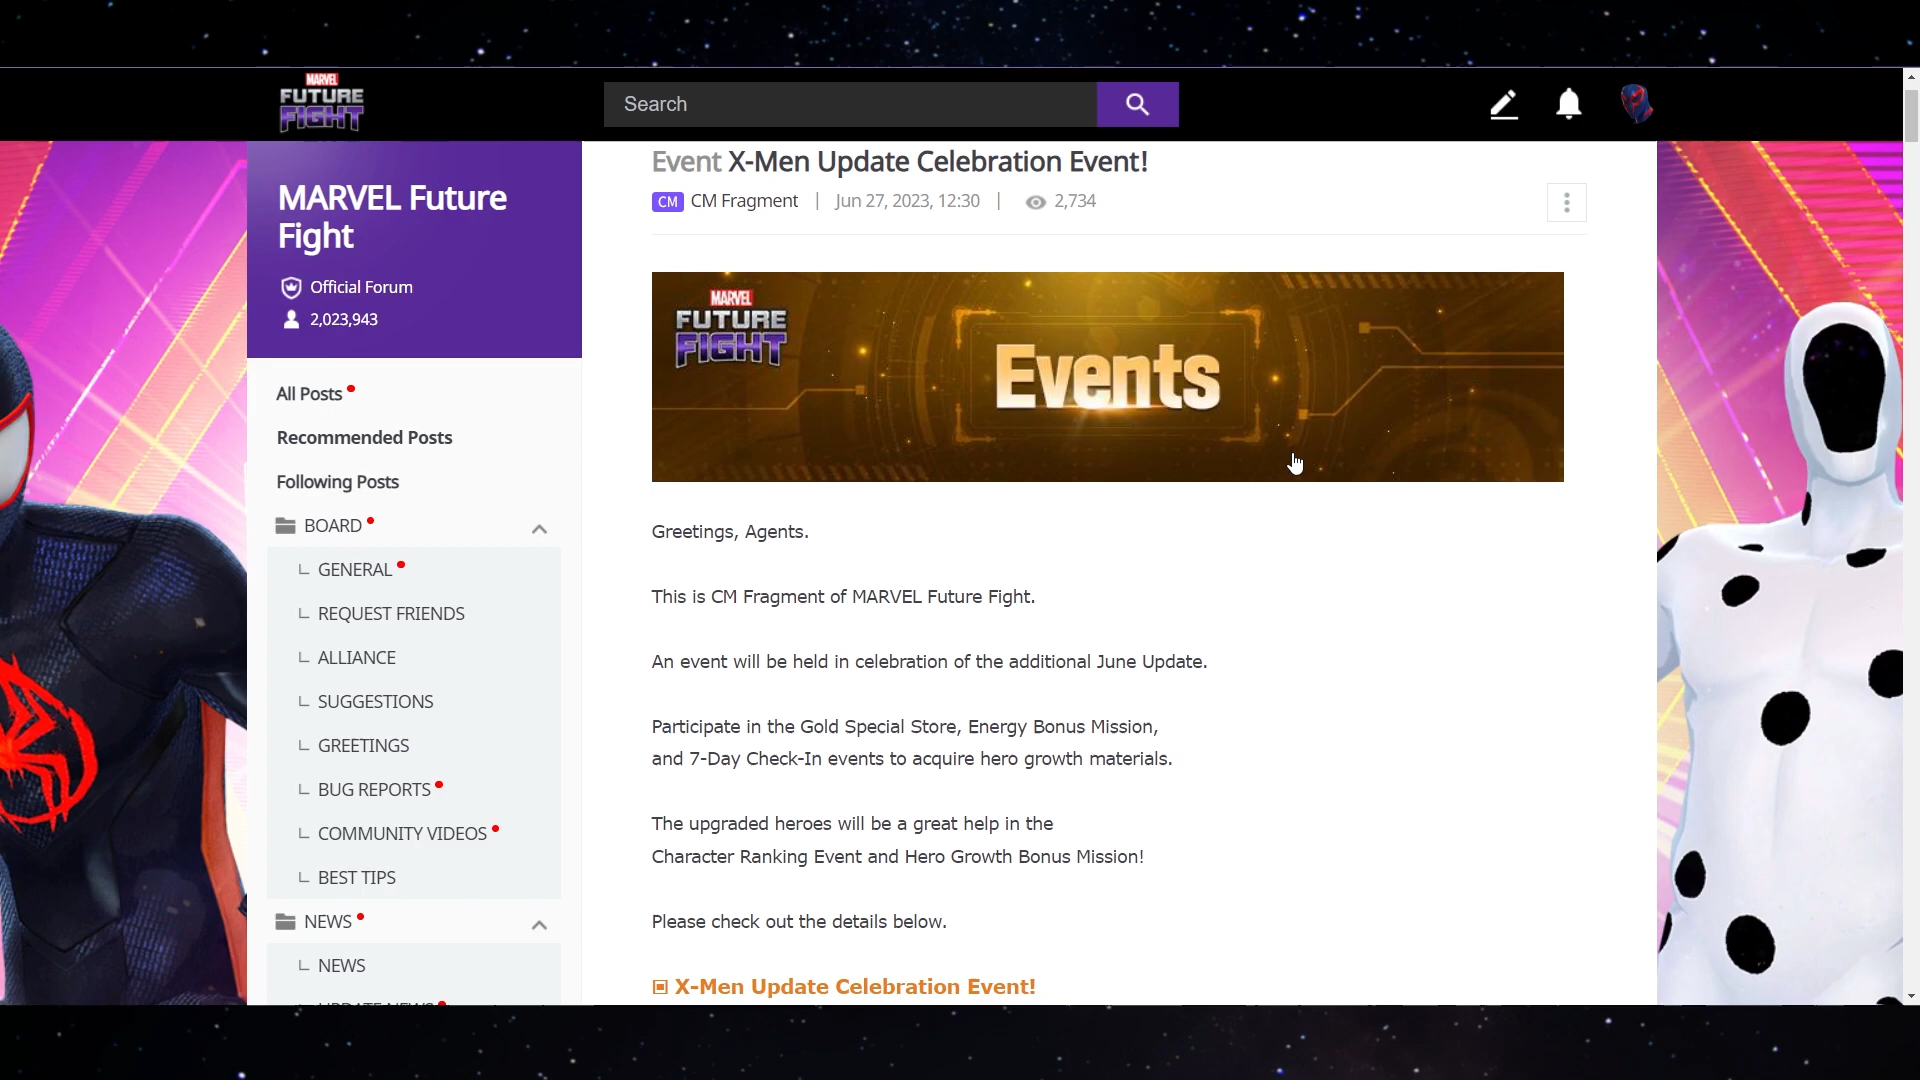 MARVEL
FUTURE
FIGHT
Search
MARVEL Future
Fight
Official Forum
2,023,943
All Posts
Recommended Posts
Following Posts
BOARD
GENERAL
REQUEST FRIENDS
ALLIANCE
SUGGESTIONS
GREETINGS
BUG REPORTS
COMMUNITY VIDEOS
BEST TIPS
NEWS
NEWS
UPDATE NEWS
Event X-Men Update Celebration Event!
CM CM Fragment | Jun 27, 2023, 12:30 | 2,734
MARVEL
FUTURE
FIGHT
Events
Greetings, Agents.
This is CM Fragment of MARVEL Future Fight.
An event will be held in celebration of the additional June Update.
Participate in the Gold Special Store, Energy Bonus Mission,
and 7-Day Check-In events to acquire hero growth materials.
The upgraded heroes will be a great help in the
Character Ranking Event and Hero Growth Bonus Mission!
Please check out the details below.
▣ X-Men Update Celebration Event!